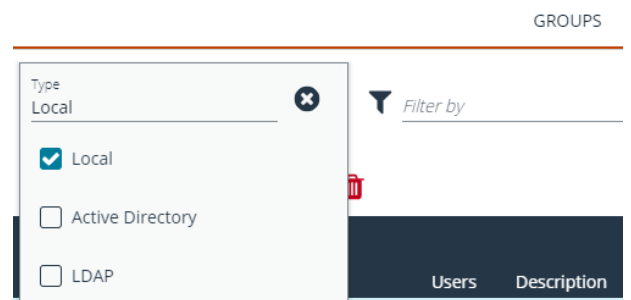 GROUPS
Type
Local
Filter by
Local
Active Directory
LDAP
Users Description